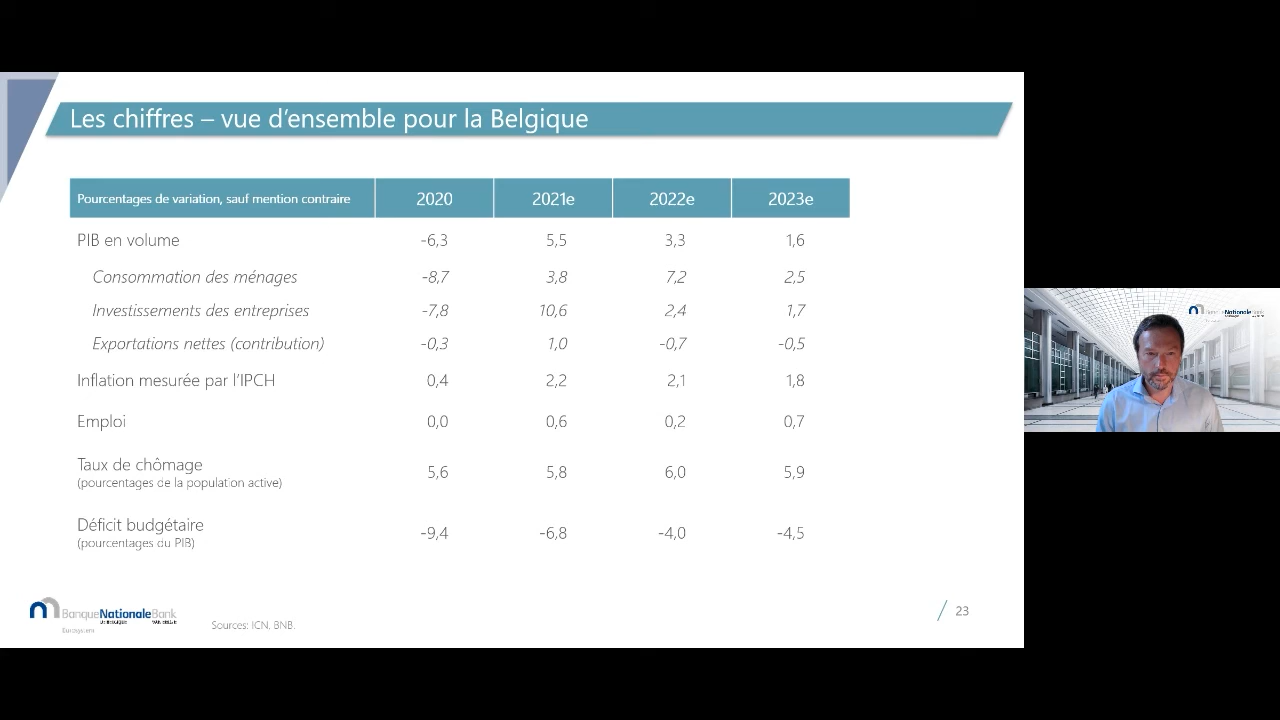 Les chiffres – vue d’ensemble pour la Belgique
Pourcentages de variation, sauf mention contraire 2020 2021e 2022e 2023e
PIB en volume -6,3 5,5 3,3 1,6
Consommation des ménages -8,7 3,8 7,2 2,5
Investissements des entreprises -7,8 10,6 2,4 1,7
Exportations nettes (contribution) -0,3 1,0 -0,7 -0,5
Inflation mesurée par l’IPCH 0,4 2,2 2,1 1,8
Emploi 0,0 0,6 0,2 0,7
Taux de chômage 5,6 5,8 6,0 5,9
(pourcentages de la population active)
Déficit budgétaire -9,4 -6,8 -4,0 -4,5
(pourcentages du PIB)
BanqueNationaleBank
DE BELGIQUE VAN BELGIË
Eurosystem
Sources: ICN, BNB.
23
BanqueNationaleBank